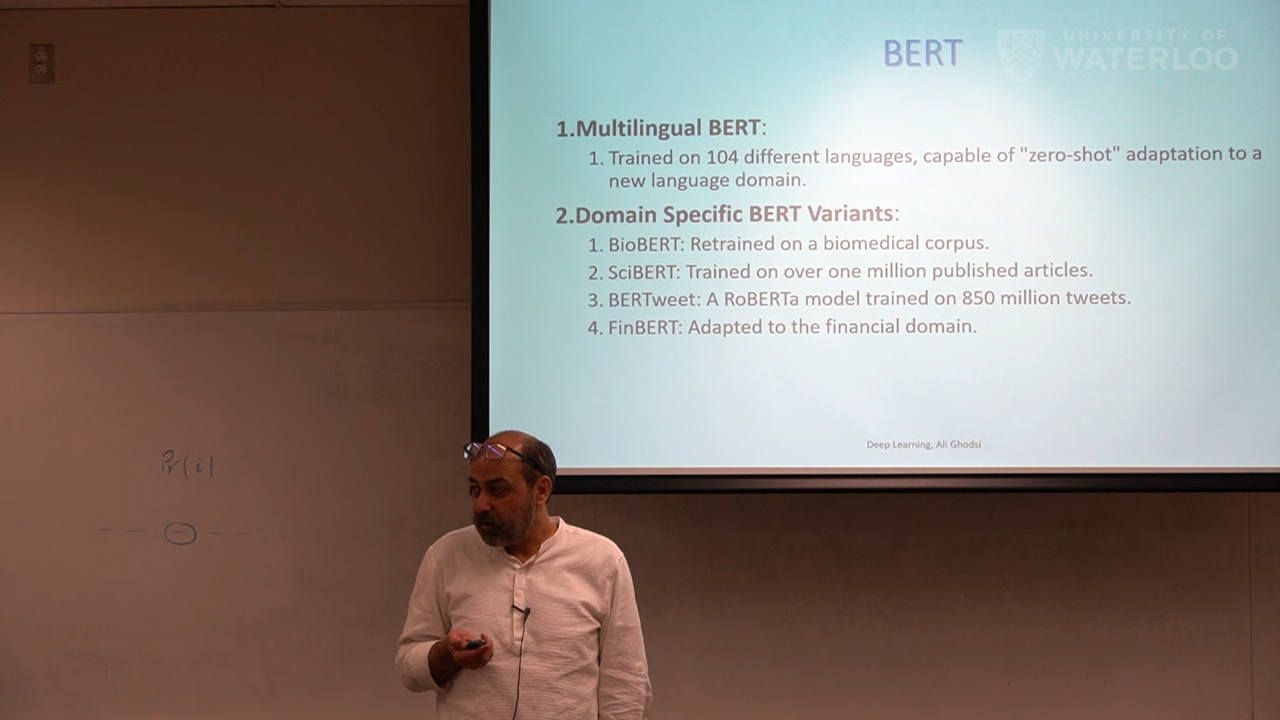 BERT
UNIVERSITY OF
WATERLOO
1.Multilingual BERT:
1. Trained on 104 different languages, capable of "zero-shot" adaptation to a
new language domain.
2.Domain Specific BERT Variants:
1. BioBERT: Retrained on a biomedical corpus.
2. SciBERT: Trained on over one million published articles.
3. BERTweet: A RoBERTa model trained on 850 million tweets.
4. FinBERT: Adapted to the financial domain.
Deep Learning, Ali Ghodsi
Pr(i)